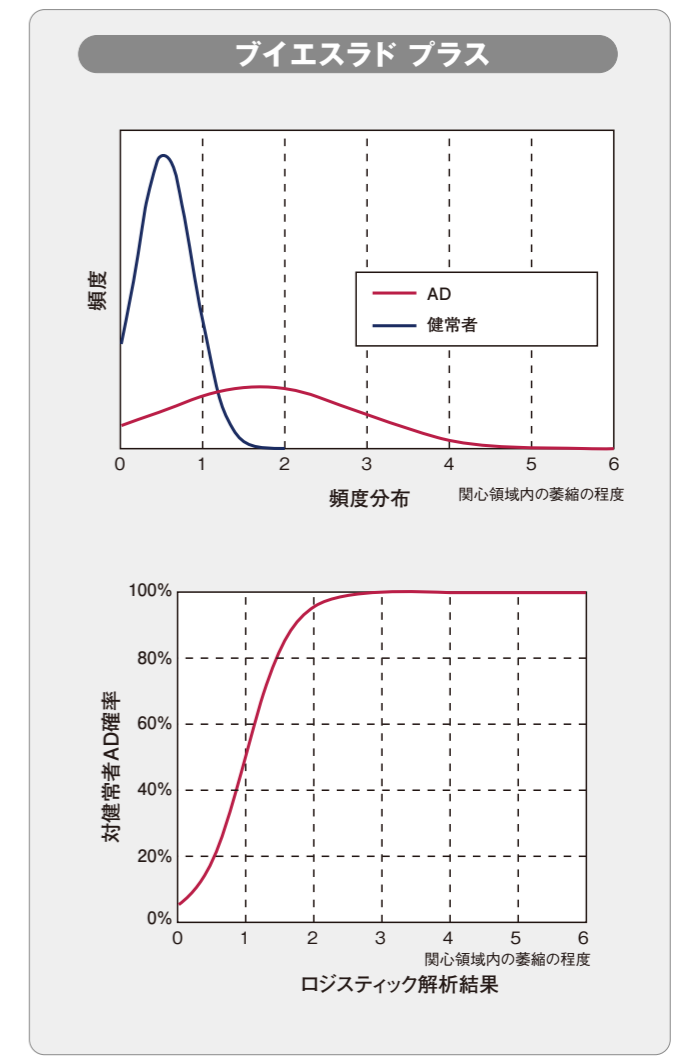 ブイエスラド プラス
頻度
AD
健常者
0 1 2 3 4 5 6
頻度分布
関心領域内の萎縮の程度
対健常者AD確率
100%
80%
60%
40%
20%
0%
0 1 2 3 4 5 6
関心領域内の萎縮の程度
ロジスティック解析結果